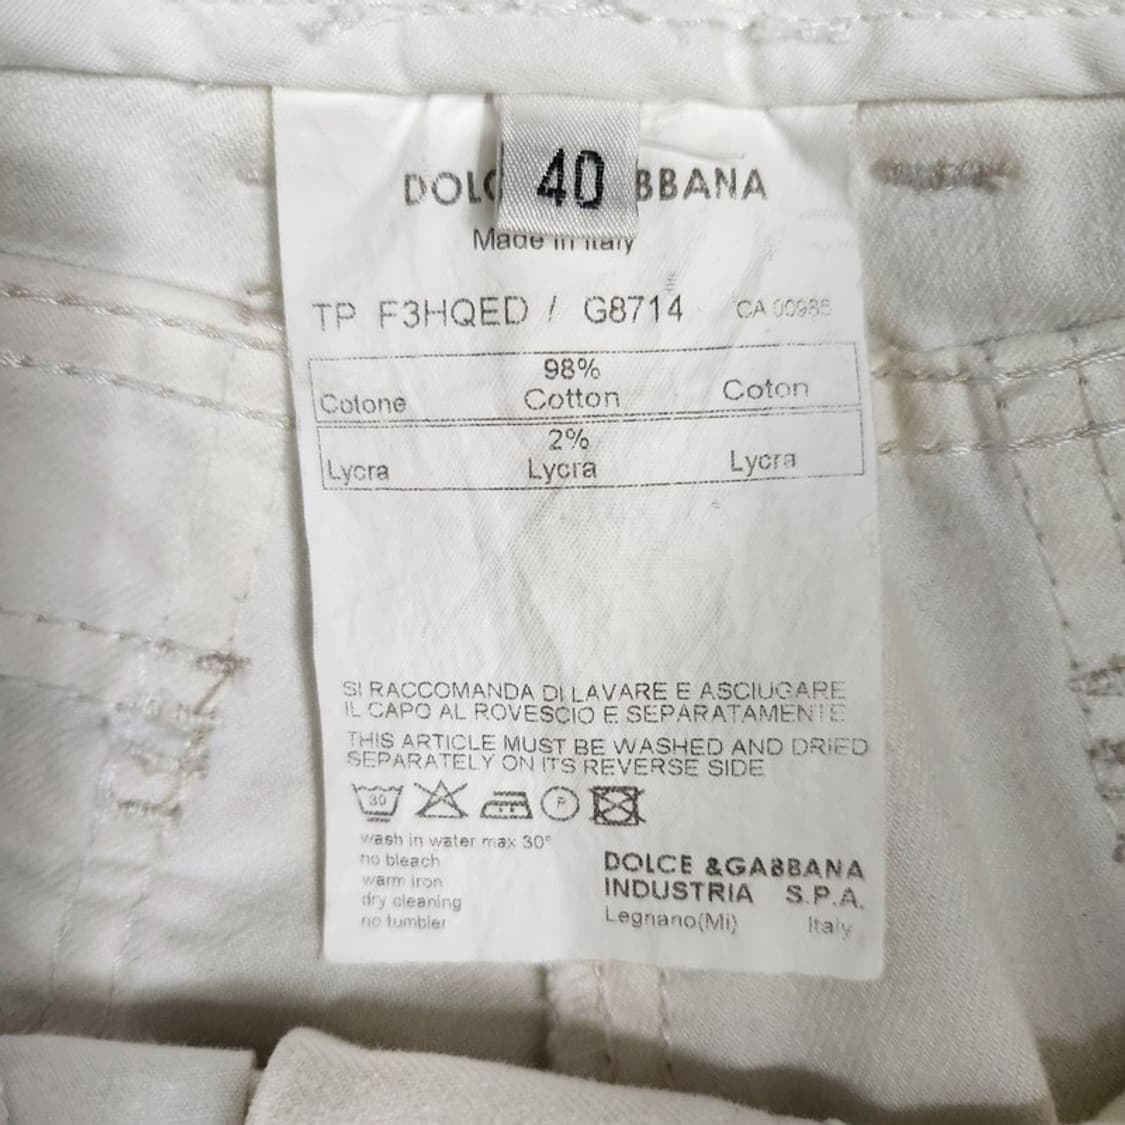 40
DOLC BBANA
Made in Italy
TP F3HQED / G8714 CA 00985
98%
Cotone Cotton Coton
2%
Lycra Lycra Lycra
SI RACCOMANDA DI LAVARE E ASCIUGARE
IL CAPO AL ROVESCIO E SEPARATAMENTE
THIS ARTICLE MUST BE WASHED AND DRIED
SEPARATELY ON ITS REVERSE SIDE
30 P
wash in water max 30°
no bleach
warm iron
dry cleaning
no tumbler
DOLCE &GABBANA
INDUSTRIA S.P.A.
Legnano(Mi) Italy